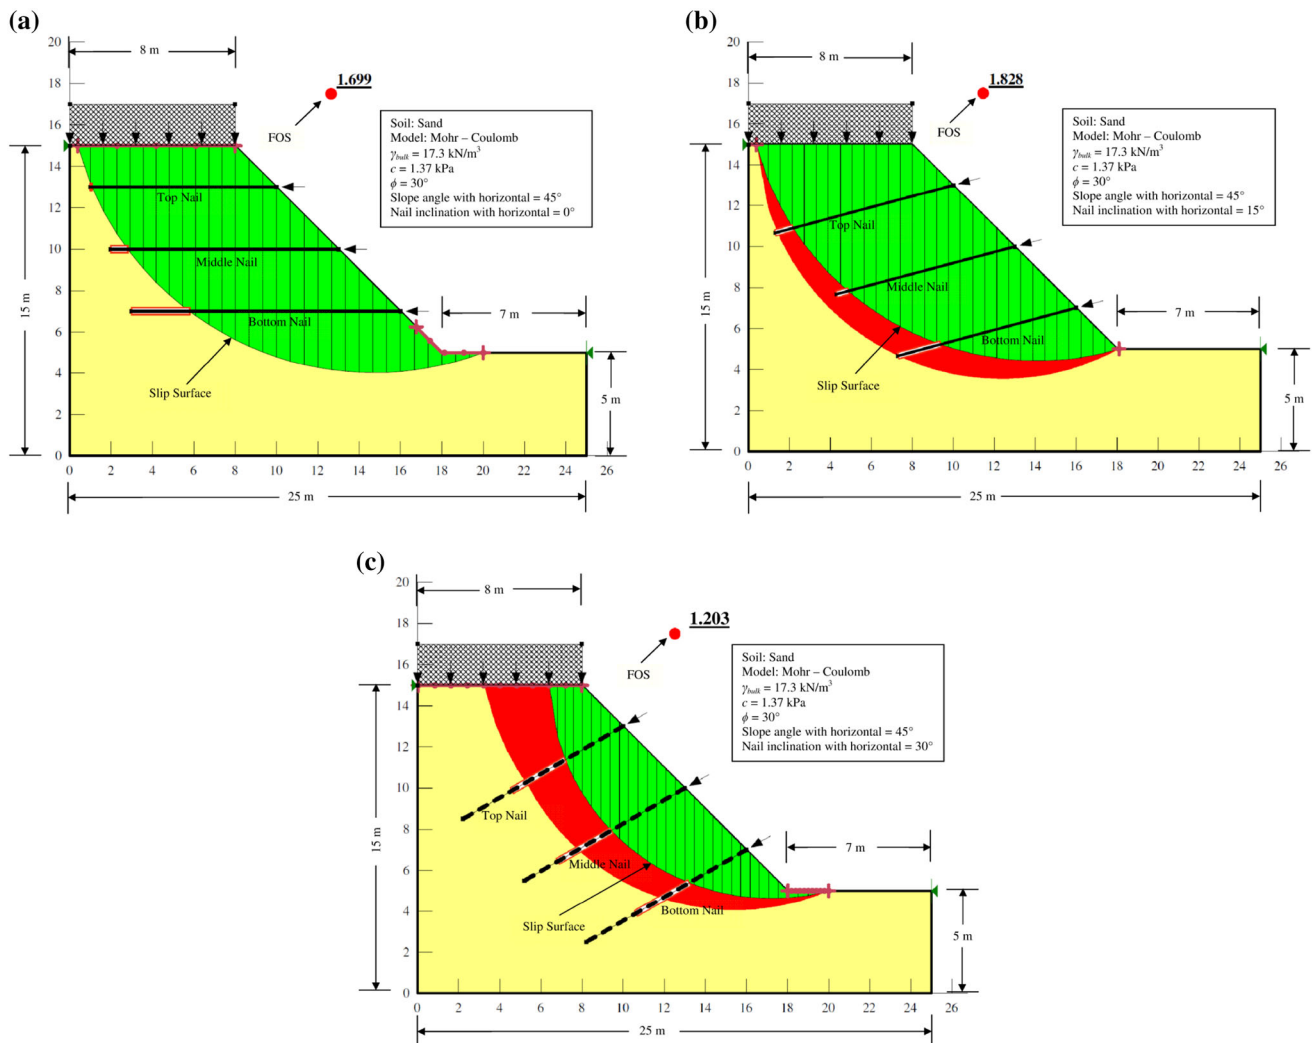 (a)
20
18
16
14
12
10
8
6
4
2
0
8 m
1.699
FOS
Soil: Sand
Model: Mohr – Coulomb
γbulk = 17.3 kN/m³
c = 1.37 kPa
ϕ = 30°
Slope angle with horizontal = 45°
Nail inclination with horizontal = 0°
Top Nail
Middle Nail
Bottom Nail
Slip Surface
15 m
7 m
5 m
0 2 4 6 8 10 12 14 16 18 20 22 24 26
25 m
(b)
20
18
16
14
12
10
8
6
4
2
0
8 m
1.828
FOS
Soil: Sand
Model: Mohr – Coulomb
γbulk = 17.3 kN/m³
c = 1.37 kPa
ϕ = 30°
Slope angle with horizontal = 45°
Nail inclination with horizontal = 15°
Top Nail
Middle Nail
Bottom Nail
Slip Surface
15 m
7 m
5 m
0 2 4 6 8 10 12 14 16 18 20 22 24 26
25 m
(c)
20
18
16
14
12
10
8
6
4
2
0
8 m
1.203
FOS
Soil: Sand
Model: Mohr – Coulomb
γbulk = 17.3 kN/m³
c = 1.37 kPa
ϕ = 30°
Slope angle with horizontal = 45°
Nail inclination with horizontal = 30°
Top Nail
Middle Nail
Bottom Nail
Slip Surface
15 m
7 m
5 m
0 2 4 6 8 10 12 14 16 18 20 22 24 26
25 m